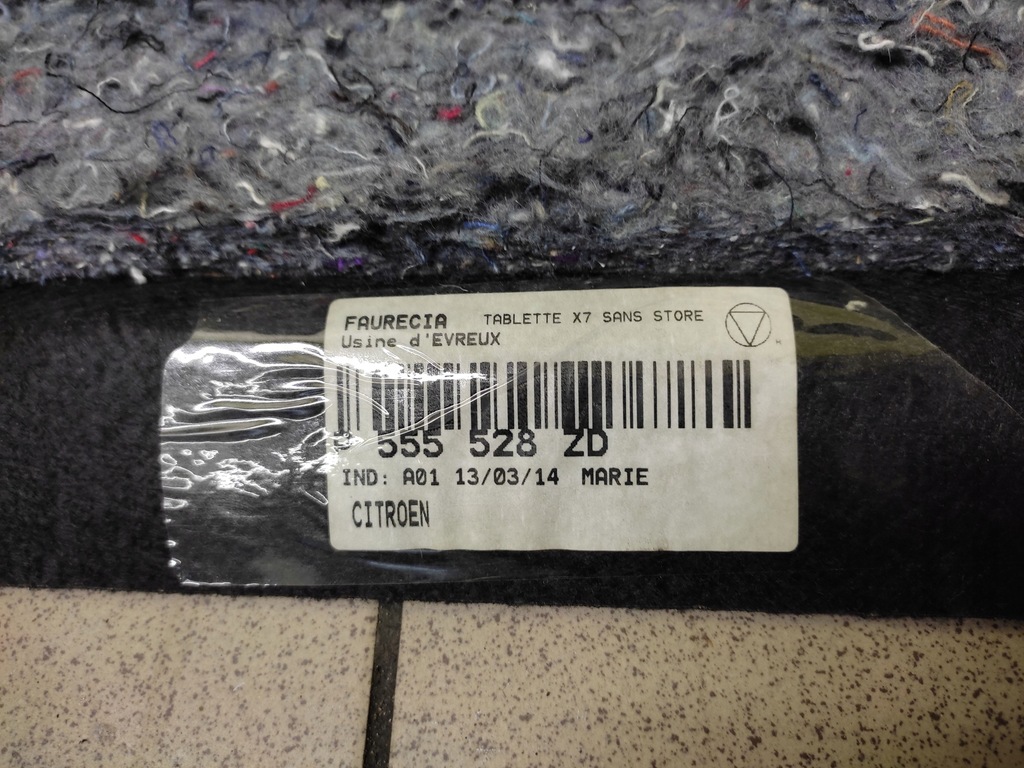 FAURECIA TABLETTE X7 SANS STORE
Usine d'EVREUX
555 528 ZD
IND: A01 13/03/14 MARIE
CITROEN